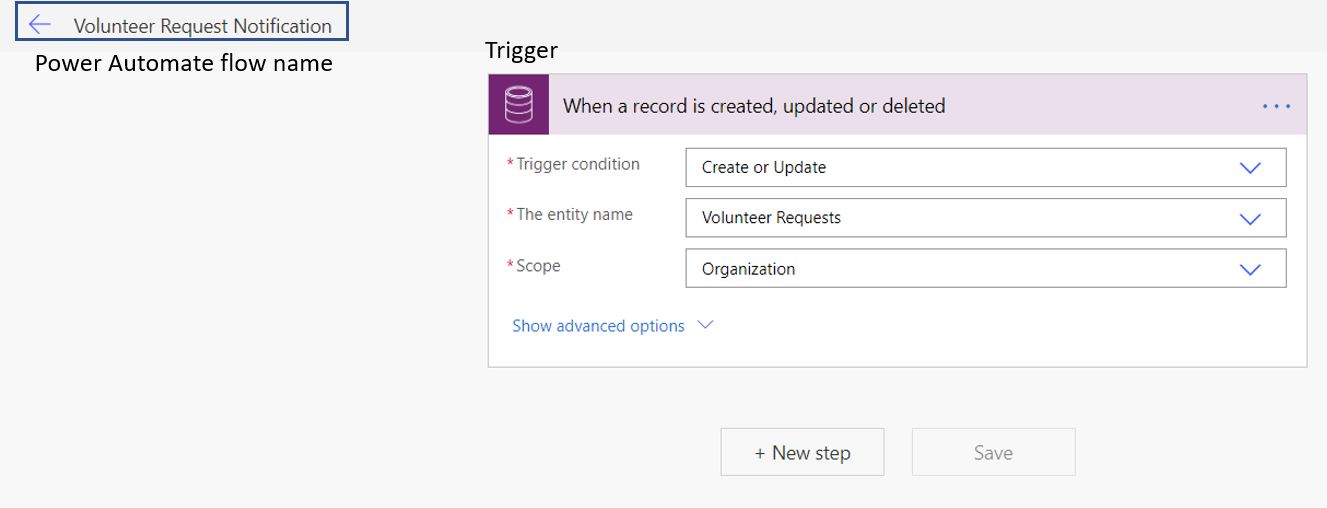 Volunteer Request Notification
Power Automate flow name
Trigger
When a record is created, updated or deleted
*Trigger condition
Create or Update
*The entity name
Volunteer Requests
*Scope
Organization
Show advanced options
+ New step
Save